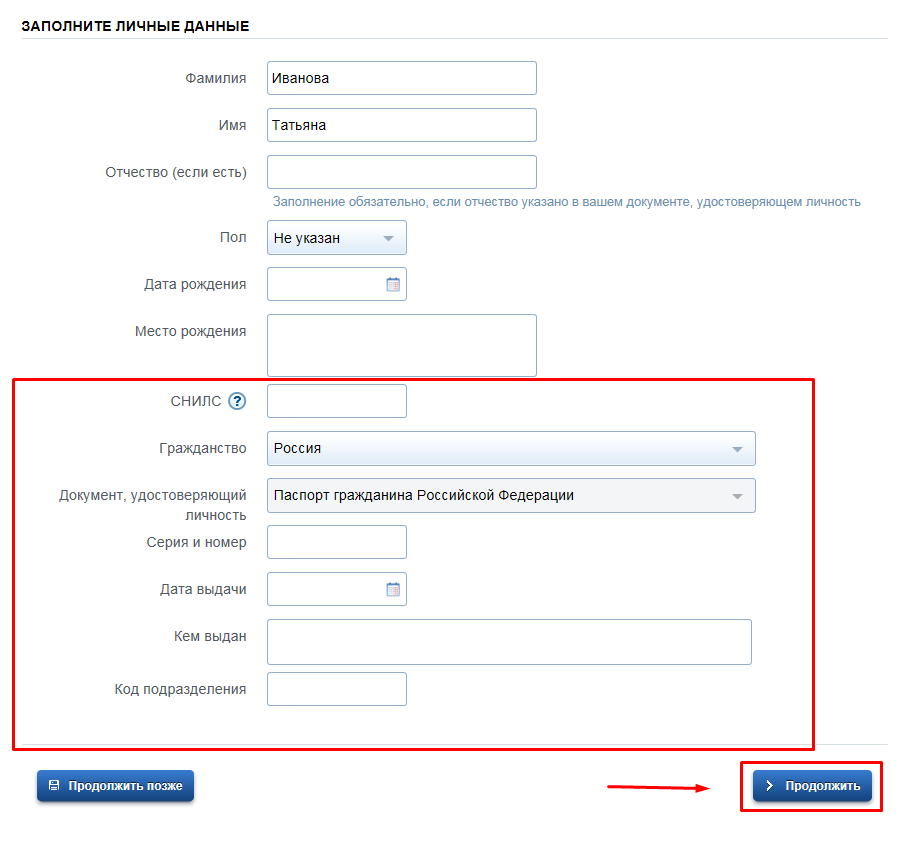 ЗАПОЛНИТЕ ЛИЧНЫЕ ДАННЫЕ
Фамилия Иванова
Имя Татьяна
Отчество (если есть)
Заполнение обязательно, если отчество указано в вашем документе, удостоверяющем личность
Пол Не указан
Дата рождения
Место рождения
СНИЛС ?
Гражданство Россия
Документ, удостоверяющий Паспорт гражданина Российской Федерации
личность
Серия и номер
Дата выдачи
Кем выдан
Код подразделения
Продолжить позже Продолжить